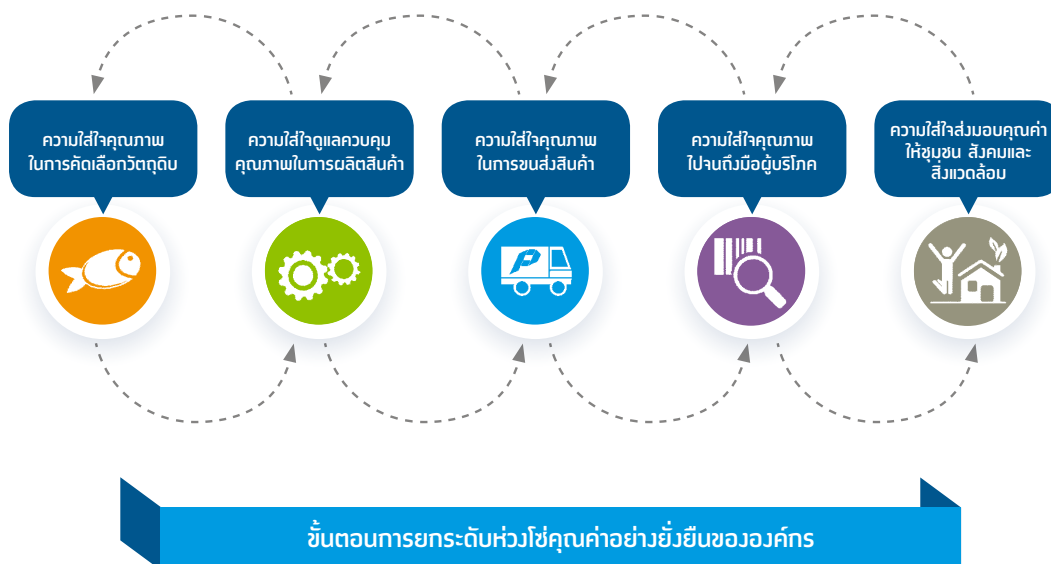 ความใส่ใจคุณภาพ
ในการคัดเลือกวัตถุดิบ
ความใส่ใจดูแลควบคุม
คุณภาพในการผลิตสินค้า
ความใส่ใจคุณภาพ
ในการขนส่งสินค้า
ความใส่ใจคุณภาพ
ไปจนถึงมือผู้บริโภค
ความใส่ใจส่งมอบคุณค่า
ให้ชุมชน สังคมและ
สิ่งแวดล้อม
P
ขั้นตอนการยกระดับห่วงโซ่คุณค่าอย่างยั่งยืนขององค์กร